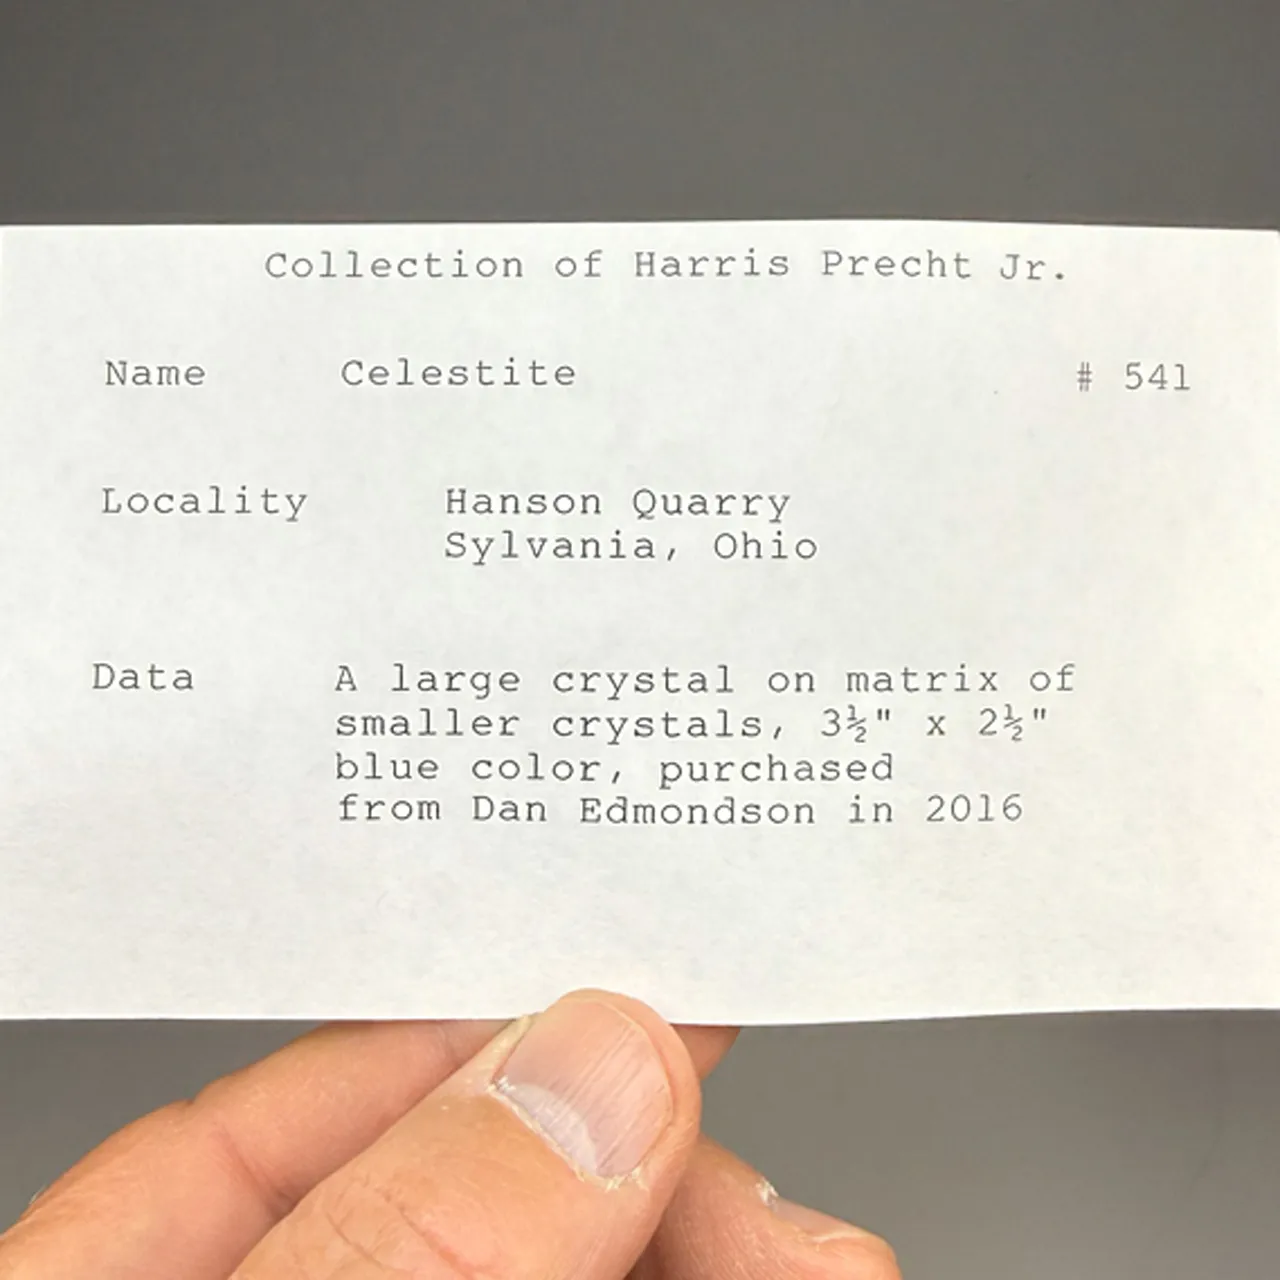 Collection of Harris Precht Jr.
Name Celestite # 541
Locality Hanson Quarry
Sylvania, Ohio
Data A large crystal on matrix of
smaller crystals, 3½" x 2½"
blue color, purchased
from Dan Edmondson in 2016